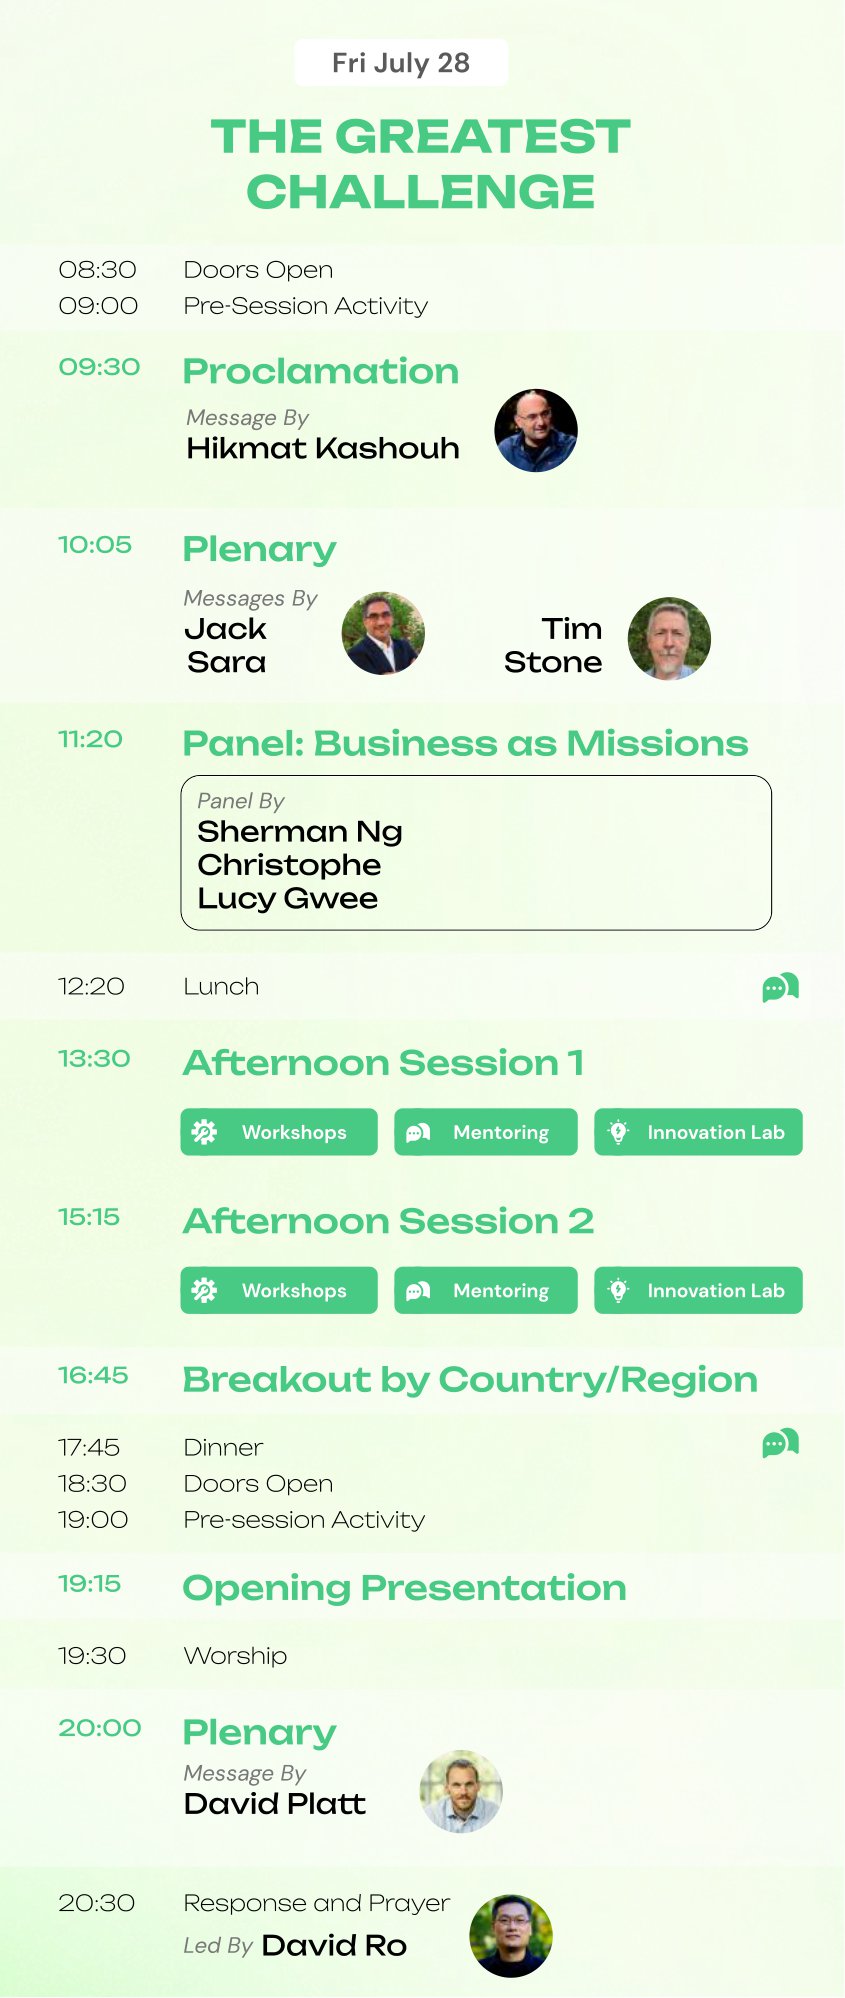 Fri July 28
THE GREATEST
CHALLENGE
08:30 Doors Open
09:00 Pre-Session Activity
09:30 Proclamation
Message By
Hikmat Kashouh
10:05 Plenary
Messages By
Jack
Sara
Tim
Stone
11:20 Panel: Business as Missions
Panel By
Sherman Ng
Christophe
Lucy Gwee
12:20 Lunch
13:30 Afternoon Session 1
Workshops Mentoring Innovation Lab
15:15 Afternoon Session 2
Workshops Mentoring Innovation Lab
16:45 Breakout by Country/Region
17:45 Dinner
18:30 Doors Open
19:00 Pre-session Activity
19:15 Opening Presentation
19:30 Worship
20:00 Plenary
Message By
David Platt
20:30 Response and Prayer
Led By David Ro